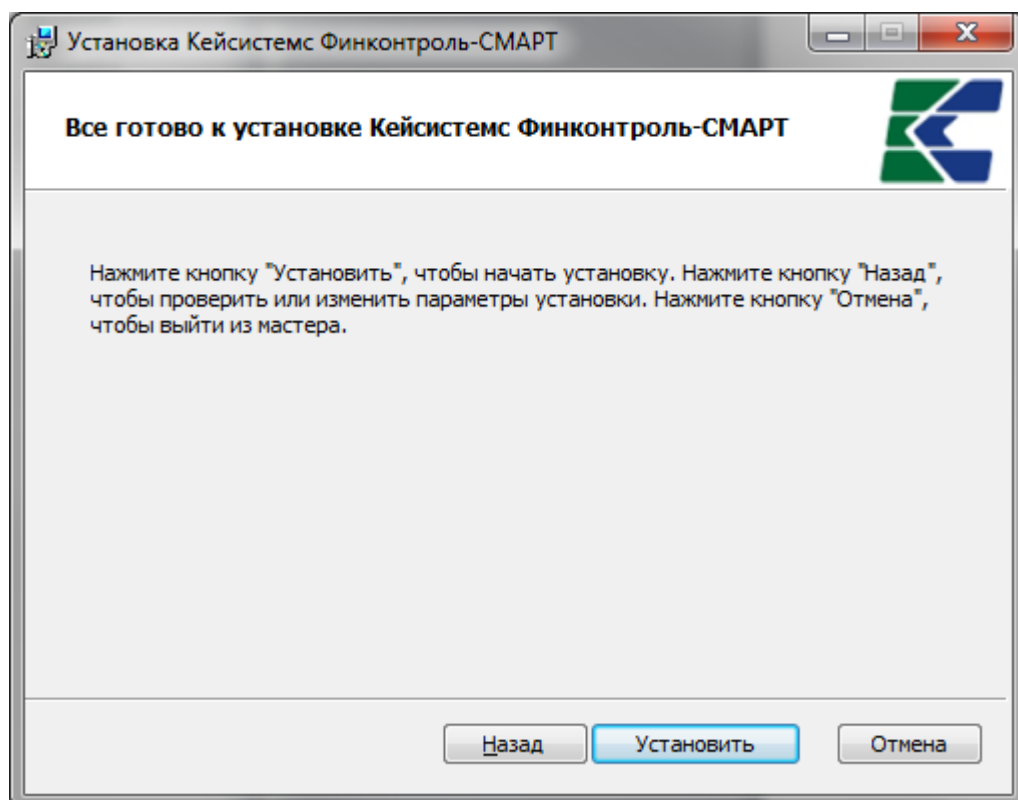 Установка Кейсистемс Финконтроль-СМАРТ
Все готово к установке Кейсистемс Финконтроль-СМАРТ
Нажмите кнопку "Установить", чтобы начать установку. Нажмите кнопку "Назад",
чтобы проверить или изменить параметры установки. Нажмите кнопку "Отмена",
чтобы выйти из мастера.
Назад Установить Отмена